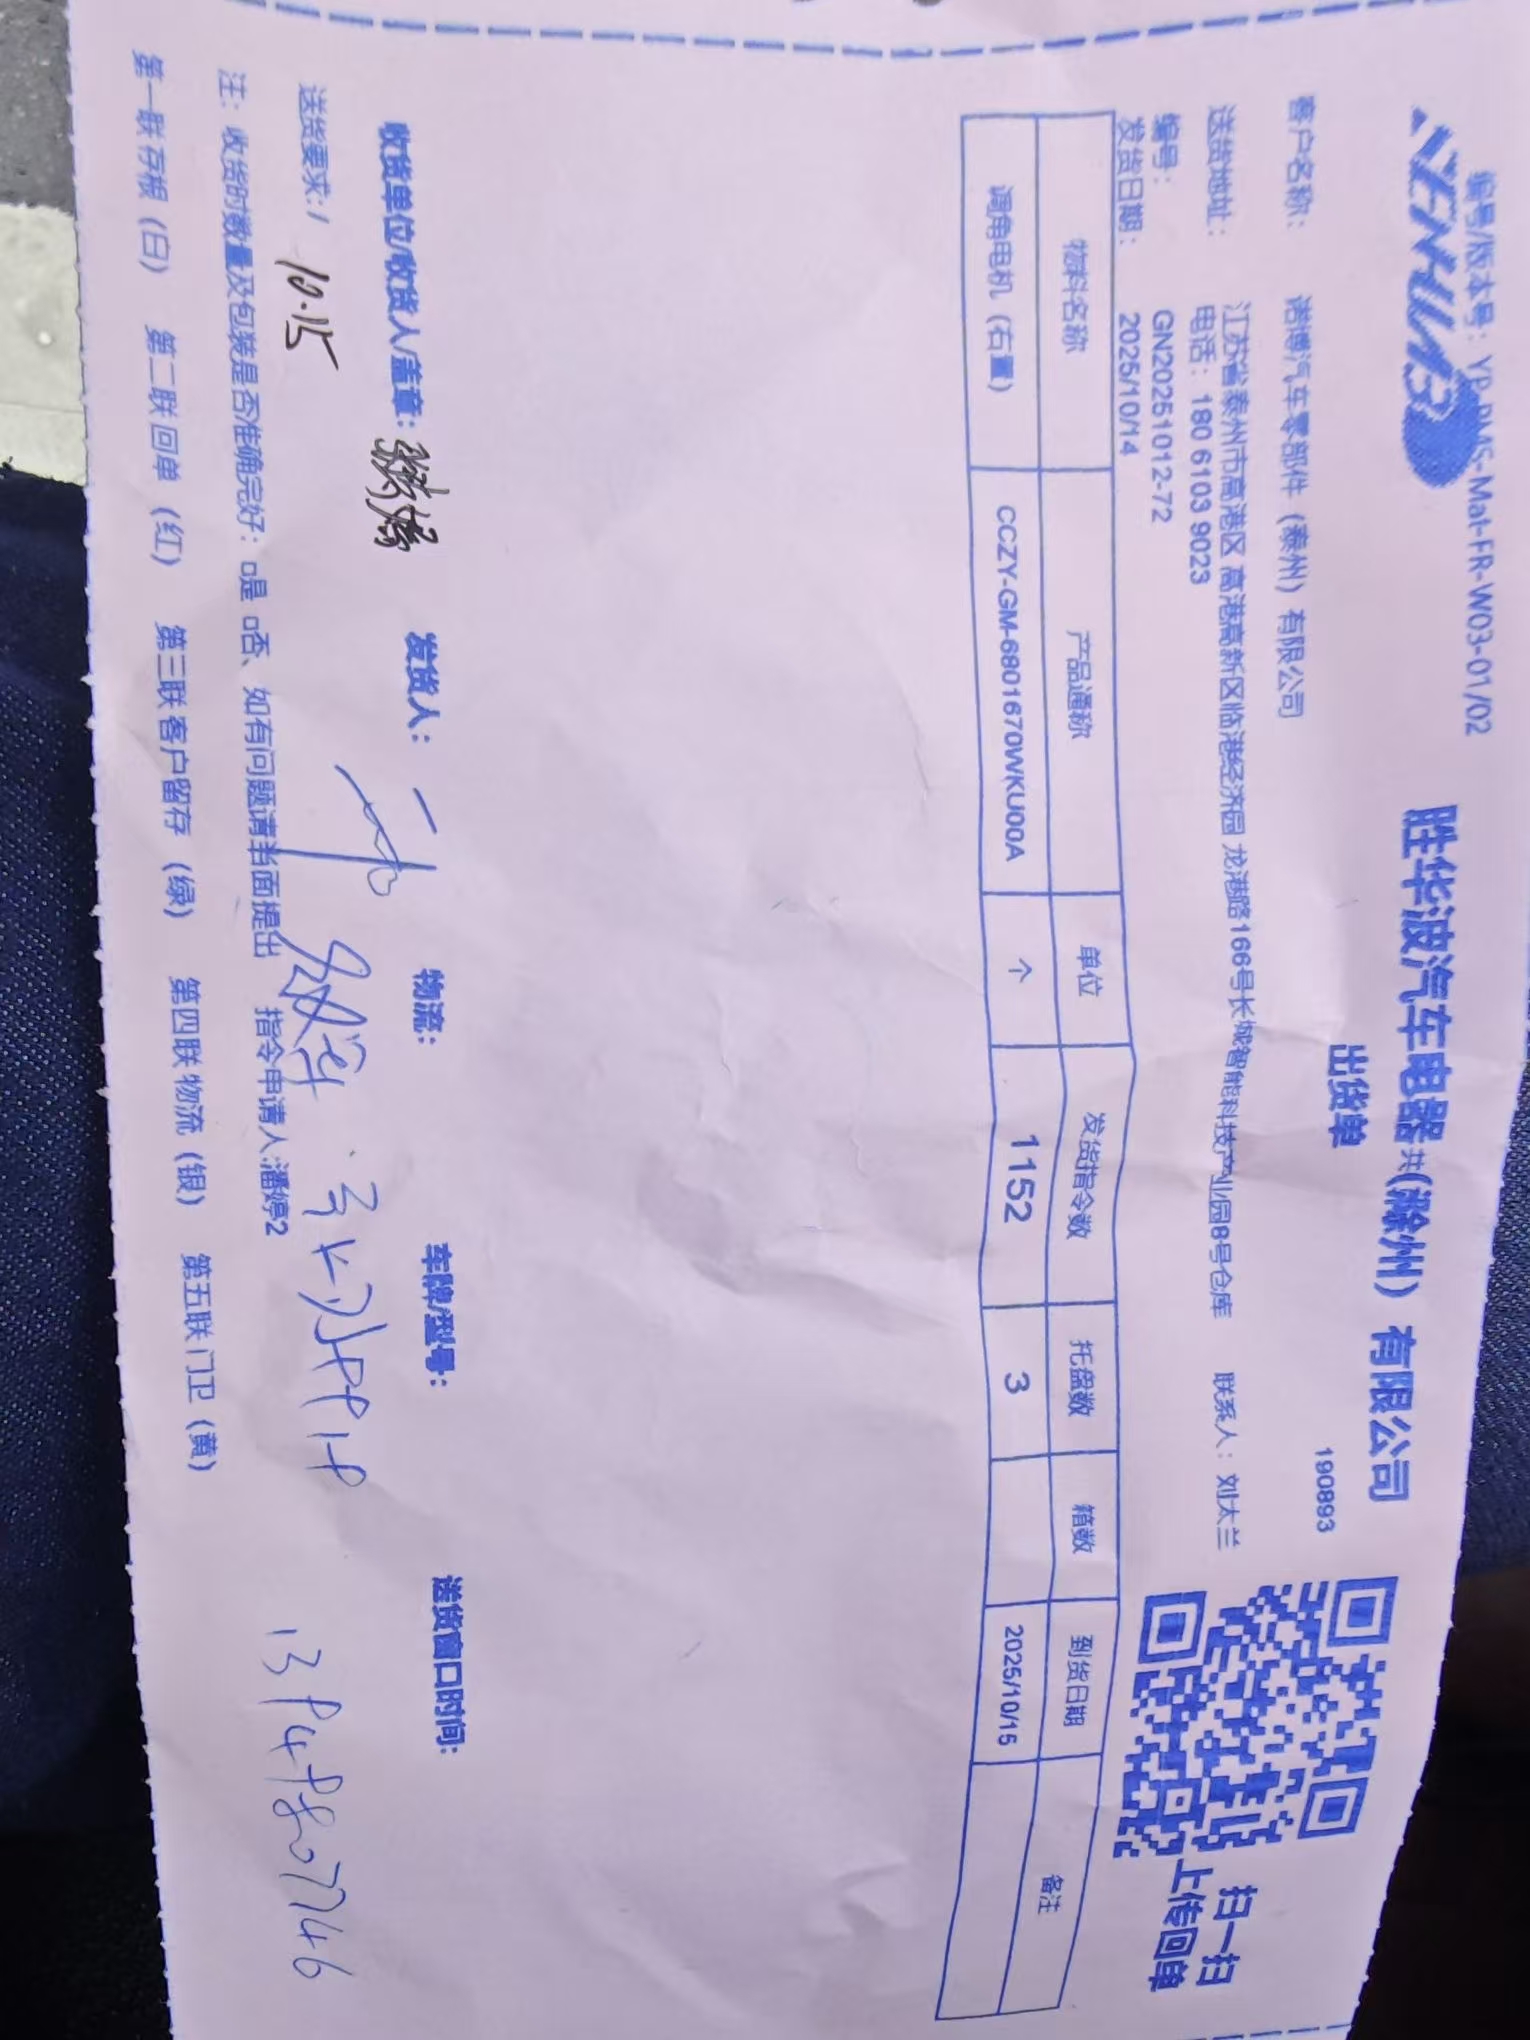 编号/版本号：YP-PMS-Mat-FR-W03-01/02
SENHUAB
胜华波汽车电器（滁州）有限公司
出货单
共
190893
客户名称： 诺博汽车零部件（泰州）有限公司
送货地址： 江苏省泰州市高港区 高港高新区临港经济园 龙港路166号长城智能科技产业园8号仓库 联系人：刘太兰
电话：180 6103 9023
编号： GN20251012-72
发货日期： 2025/10/14
扫一扫
上传回单
物料名称 产品通称 单位 发货指令数 托盘数 箱数 到货日期 备注
调角电机（右置） CCZY-GM-6801670WKU00A 个 1152 3 2025/10/15
收货单位/收货人/盖章： 发货人： 物流： 车牌/型号： 送货窗口时间：
送货要求:/
10.15
注：收货时数量及包装是否准确完好：□是 □否、如有问题请当面提出 指令申请人:潘婷2
第一联存根（白） 第二联回单（红） 第三联客户留存（绿） 第四联物流（银） 第五联门卫（黄）